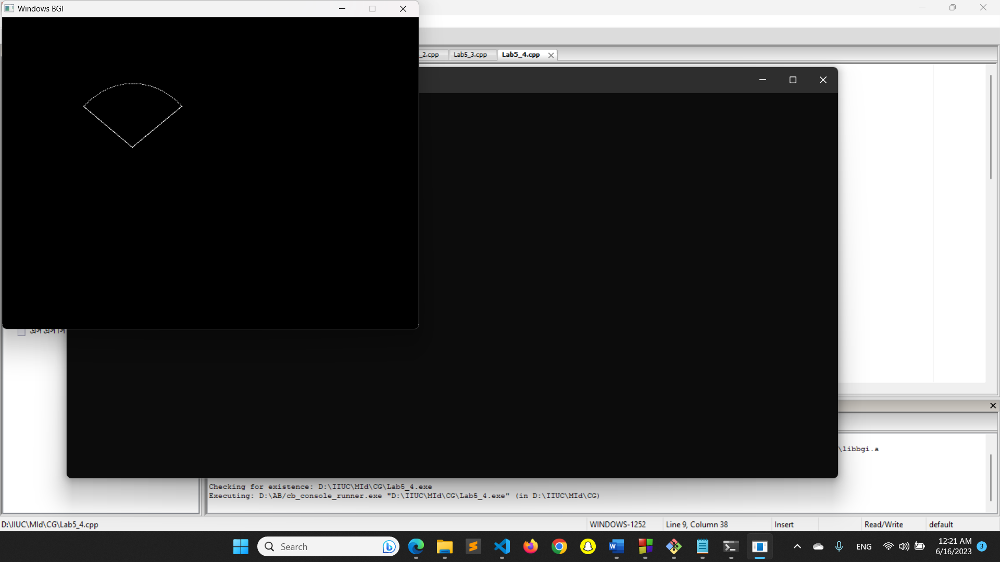 Windows BGI
_2.cpp
Lab5_3.cpp
Lab5_4.cpp
\libbgi.a
Checking for existence: D:\IIUC\MId\CG\Lab5_4.exe
Executing: D:\AB/cb_console_runner.exe "D:\IIUC\MId\CG\Lab5_4.exe" (in D:\IIUC\MId\CG)
D:\IIUC\MId\CG\Lab5_4.cpp
WINDOWS-1252
Line 9, Column 38
Insert
Read/Write
default
Search
ENG
12:21 AM
6/16/2023
3